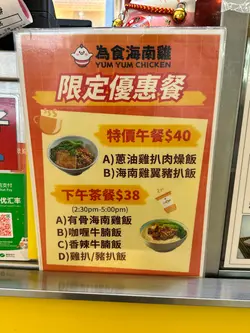 為食海南雞
YUM YUM CHICKEN
限定優惠餐
特價午餐$40
A)蔥油雞扒肉燥飯
B)海南雞翼豬扒飯
下午茶餐$38
(2:30pm-5:00pm)
A)有骨海南雞飯
B)咖喱牛腩飯
C)香辣牛腩飯
D)雞扒/豬扒飯